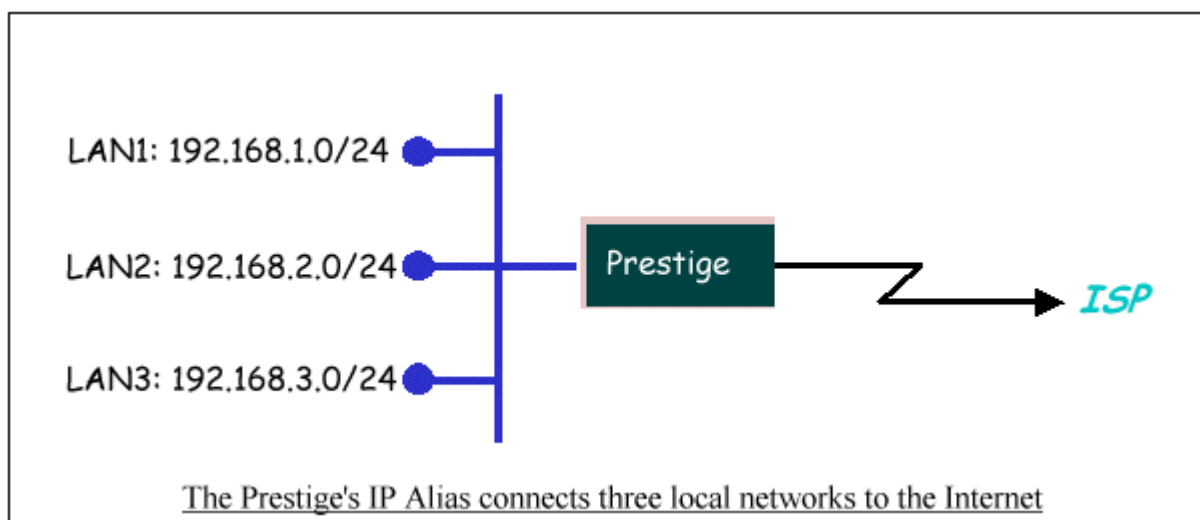 LAN1: 192.168.1.0/24
LAN2: 192.168.2.0/24
LAN3: 192.168.3.0/24
Prestige
ISP
The Prestige's IP Alias connects three local networks to the Internet